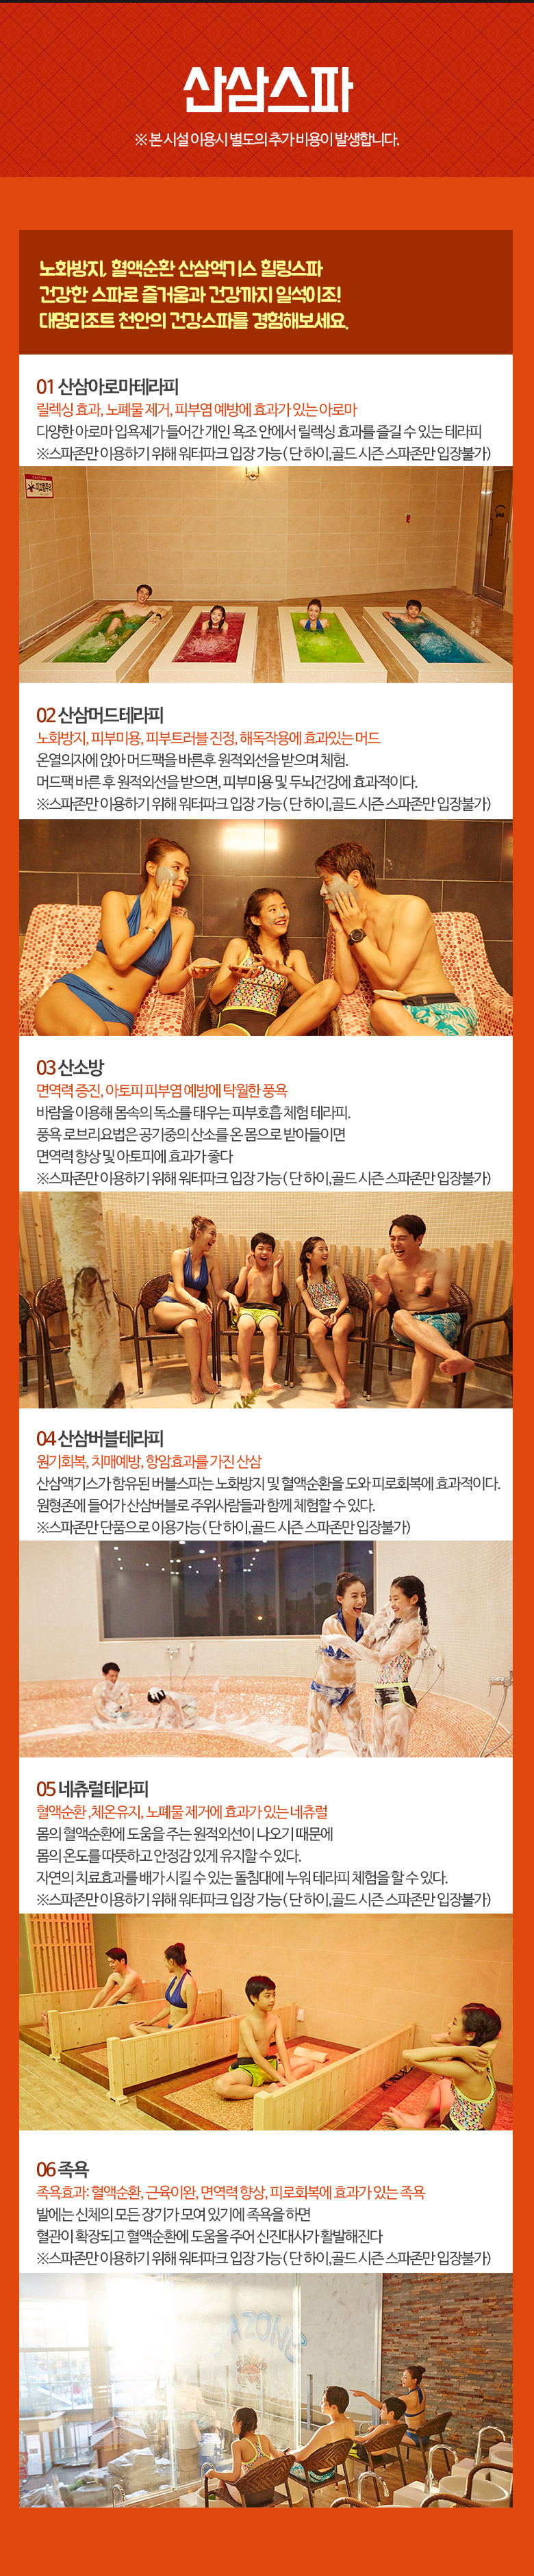 산삼스파
※ 본 시설 이용시 별도의 추가 비용이 발생합니다.
노화방지, 혈액순환 산삼엑기스 힐링스파
건강한 스파로 즐거움과 건강까지 일석이조!
대명리조트 천안의 건강스파를 경험해보세요.
01 산삼아로마테라피
릴렉싱 효과, 노폐물 제거, 피부염 예방에 효과가 있는 아로마
다양한 아로마 입욕제가 들어간 개인 욕조 안에서 릴렉싱 효과를 즐길 수 있는 테라피
※스파존만 이용하기 위해 워터파크 입장 가능 ( 단 하이,골드 시즌 스파존만 입장불가)
02 산삼머드테라피
노화방지, 피부미용, 피부트러블 진정, 해독작용에 효과있는 머드
온열의자에 앉아 머드팩을 바른후 원적외선을 받으며 체험.
머드팩 바른 후 원적외선을 받으면, 피부미용 및 두뇌건강에 효과적이다.
※스파존만 이용하기 위해 워터파크 입장 가능 ( 단 하이,골드 시즌 스파존만 입장불가)
03 산소방
면역력 증진, 아토피 피부염 예방에 탁월한 풍욕
바람을 이용해 몸속의 독소를 태우는 피부호흡 체험 테라피.
풍욕 로브리요법은 공기중의 산소를 온 몸으로 받아들이면
면역력 향상 및 아토피에 효과가 좋다
※스파존만 이용하기 위해 워터파크 입장 가능 ( 단 하이,골드 시즌 스파존만 입장불가)
04 산삼버블테라피
원기회복, 치매예방, 항암효과를 가진 산삼
산삼액기스가 함유된 버블스파는 노화방지 및 혈액순환을 도와 피로회복에 효과적이다.
원형존에 들어가 산삼버블로 주위사람들과 함께 체험할 수 있다.
※스파존만 단품으로 이용가능 ( 단 하이,골드 시즌 스파존만 입장불가)
05 네츄럴테라피
혈액순환 ,체온유지, 노폐물 제거에 효과가 있는 네츄럴
몸의 혈액순환에 도움을 주는 원적외선이 나오기 때문에
몸의 온도를 따뜻하고 안정감 있게 유지할 수 있다.
자연의 치료효과를 배가 시킬 수 있는 돌침대에 누워 테라피 체험을 할 수 있다.
※스파존만 이용하기 위해 워터파크 입장 가능 ( 단 하이,골드 시즌 스파존만 입장불가)
06 족욕
족욕효과: 혈액순환, 근육이완, 면역력 향상, 피로회복에 효과가 있는 족욕
발에는 신체의 모든 장기가 모여 있기에 족욕을 하면
혈관이 확장되고 혈액순환에 도움을 주어 신진대사가 활발해진다
※스파존만 이용하기 위해 워터파크 입장 가능 ( 단 하이,골드 시즌 스파존만 입장불가)